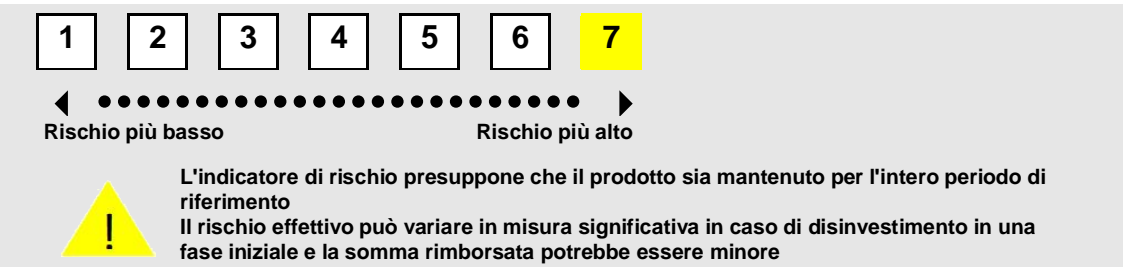 1 2 3 4 5 6 7
Rischio più basso Rischio più alto
L'indicatore di rischio presuppone che il prodotto sia mantenuto per l'intero periodo di
riferimento
Il rischio effettivo può variare in misura significativa in caso di disinvestimento in una
fase iniziale e la somma rimborsata potrebbe essere minore
!